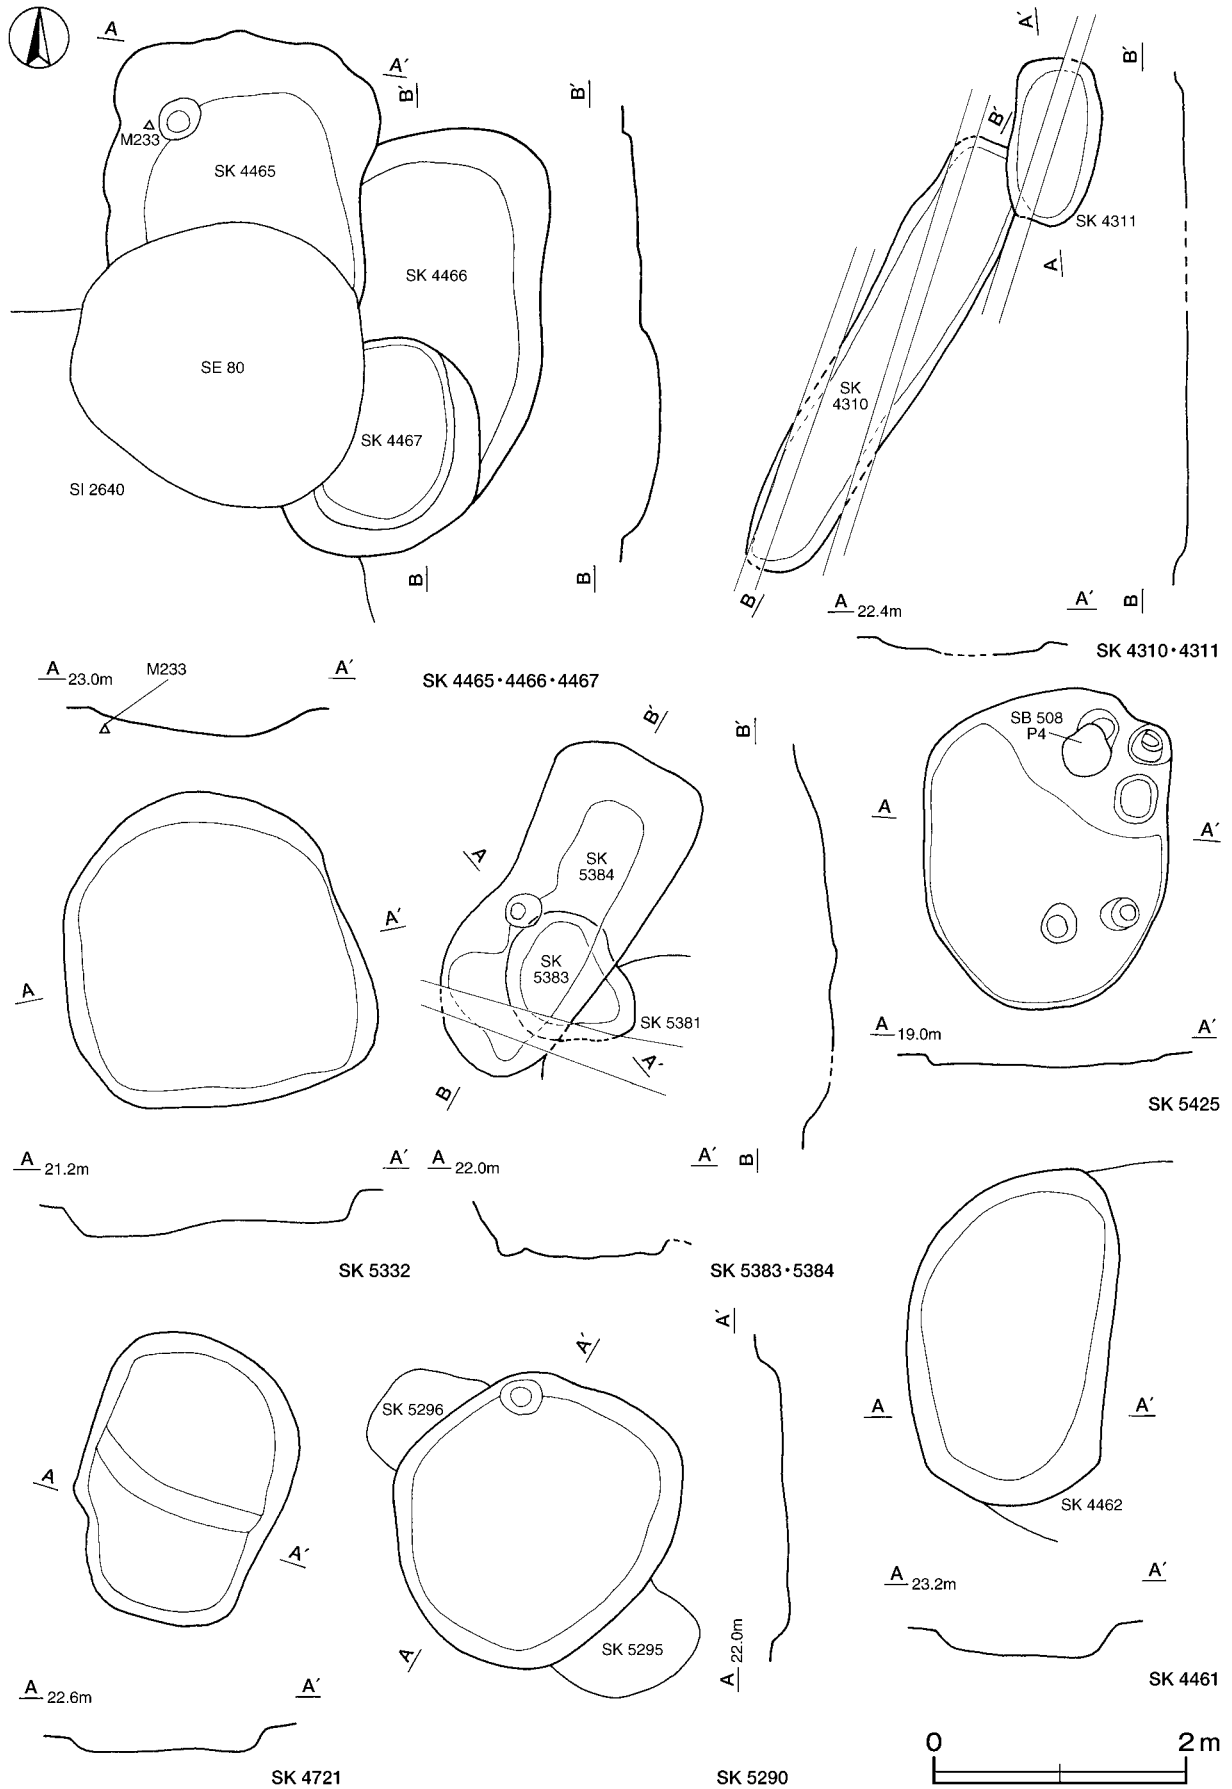 A
A′
B′
B′
M233
SK 4465
SK 4466
SE 80
SK 4467
SI 2640
B
B
A 23.0m
M233
A′
SK 4465・4466・4467
A′
B′
B′
SK 4311
A
SK
4310
B
A 22.4m
A′
B
SK 4310・4311
B′
B′
A
SK
5384
SK
5383
SK 5381
A′
B
A 22.0m
A′
B
SK 5383・5384
SB 508
P4
A
A′
A 19.0m
A′
SK 5425
A′
A
A 21.2m
A′
SK 5332
A
A′
SK 4462
A 23.2m
A′
SK 4461
A
A′
A 22.6m
A′
SK 4721
A′
A′
SK 5296
SK 5295
A
A 22.0m
SK 5290
0
2 m